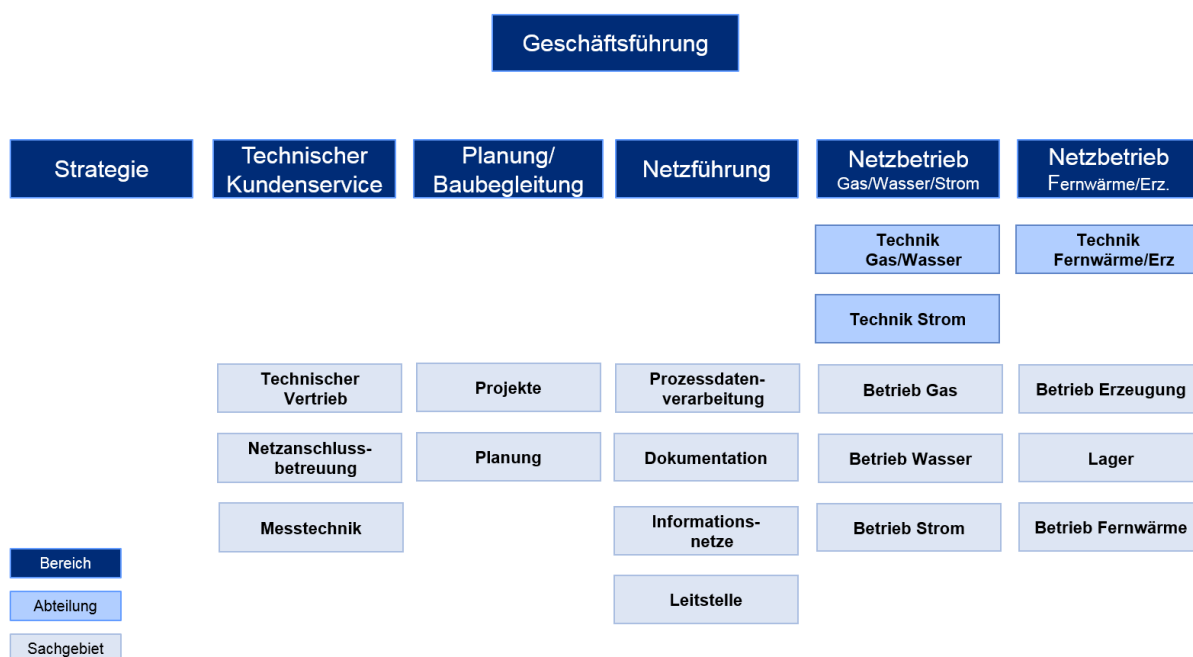 Geschäftsführung
Strategie
Technischer
Kundenservice
Planung/
Baubegleitung
Netzführung
Netzbetrieb
Gas/Wasser/Strom
Netzbetrieb
Fernwärme/Erz.
Technik
Gas/Wasser
Technik
Fernwärme/Erz
Technik Strom
Technischer
Vertrieb
Projekte
Prozessdaten-
verarbeitung
Betrieb Gas
Betrieb Erzeugung
Netzanschluss-
betreuung
Planung
Dokumentation
Betrieb Wasser
Lager
Messtechnik
Informations-
netze
Betrieb Strom
Betrieb Fernwärme
Leitstelle
Bereich
Abteilung
Sachgebiet